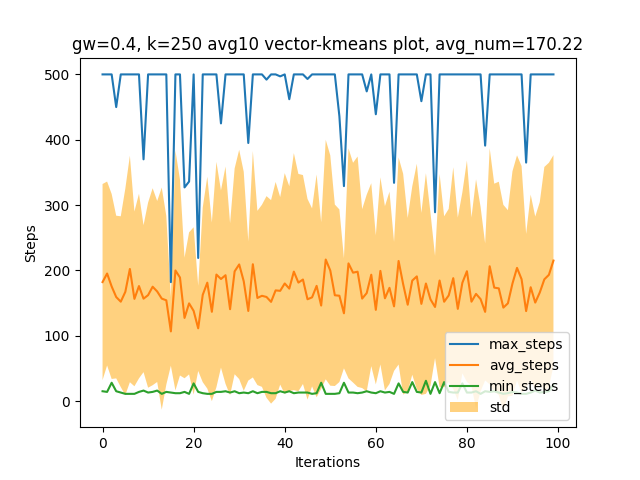 gw=0.4, k=250 avg10 vector-kmeans plot, avg_num=170.22
500
400
300
200
100
0
Steps
max_steps
avg_steps
min_steps
std
0 20 40 60 80 100
Iterations